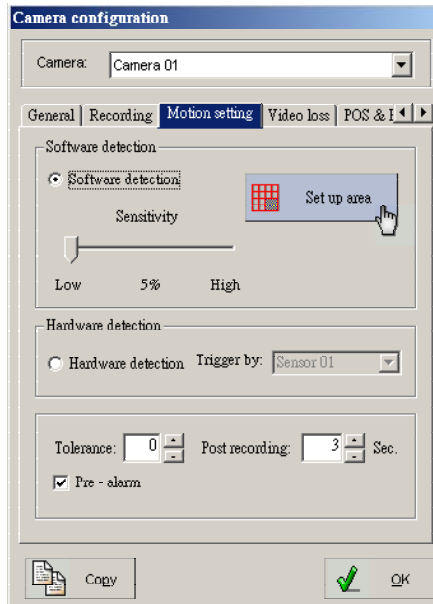 Camera configuration
Camera: Camera 01
General Recording Motion setting Video loss POS &
Software detection
Software detection
Set up area
Sensitivity
Low 5% High
Hardware detection
Hardware detection Trigger by: Sensor 01
Tolerance: 0 Post recording: 3 Sec.
Pre - alarm
Copy OK